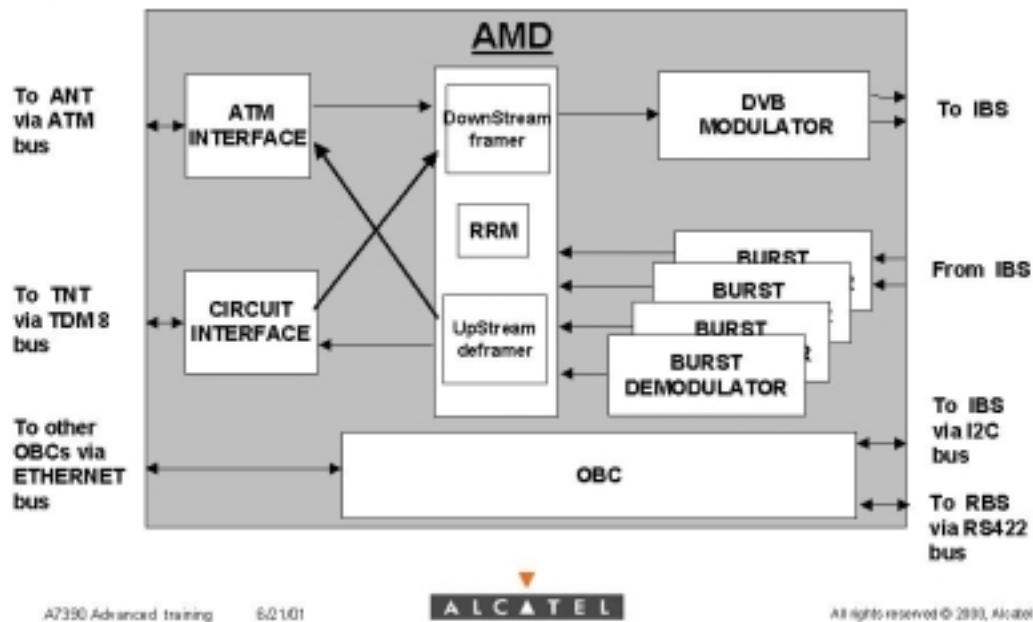 AMD
To ANT
via ATM
bus
ATM
INTERFACE
DownStream
framer
DVB
MODULATOR
To IBS
RRM
To TNT
via TDM 8
bus
CIRCUIT
INTERFACE
UpStream
deframer
BURST
BURST
BURST
BURST
DEMODULATOR
From IBS
To other
OBCs via
ETHERNET
bus
OBC
To IBS
via I2C
bus
To RBS
via RS422
bus
A7390 Advanced training 6/21/01
ALCATEL
All rights reserved © 2000, Alcatel